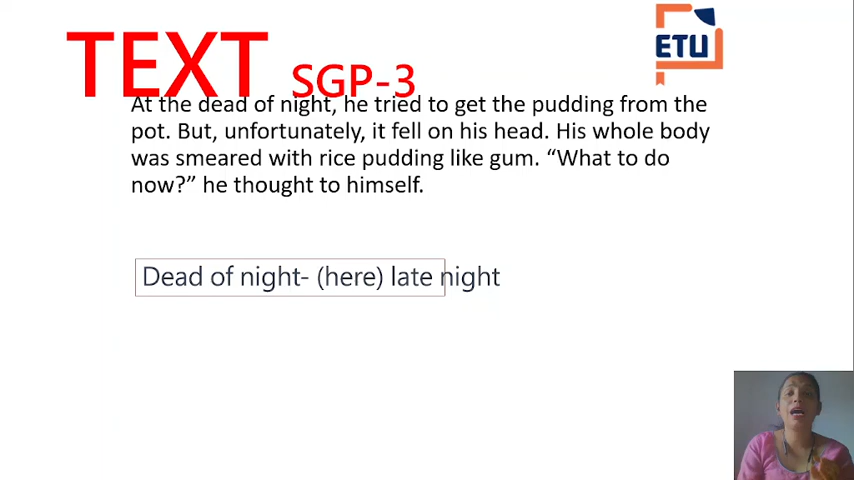 TEXT SGP-3
ETU
At the dead of night, he tried to get the pudding from the
pot. But, unfortunately, it fell on his head. His whole body
was smeared with rice pudding like gum. “What to do
now?” he thought to himself.
Dead of night- (here) late night